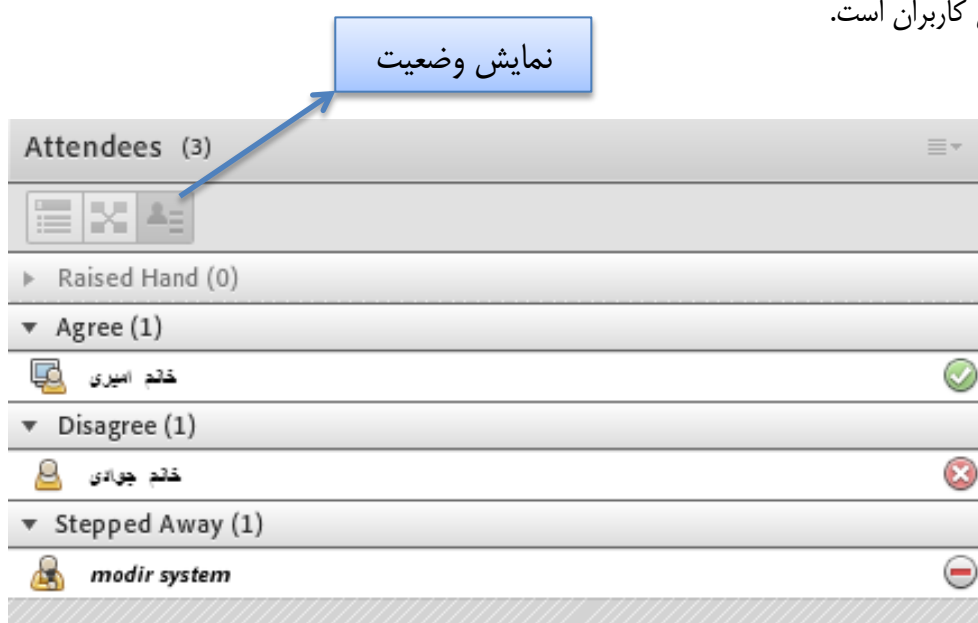 کاربران است.
نمایش وضعیت
Attendees (3)
Raised Hand (0)
Agree (1)
خانم امیری
Disagree (1)
خانم جوادی
Stepped Away (1)
modir system